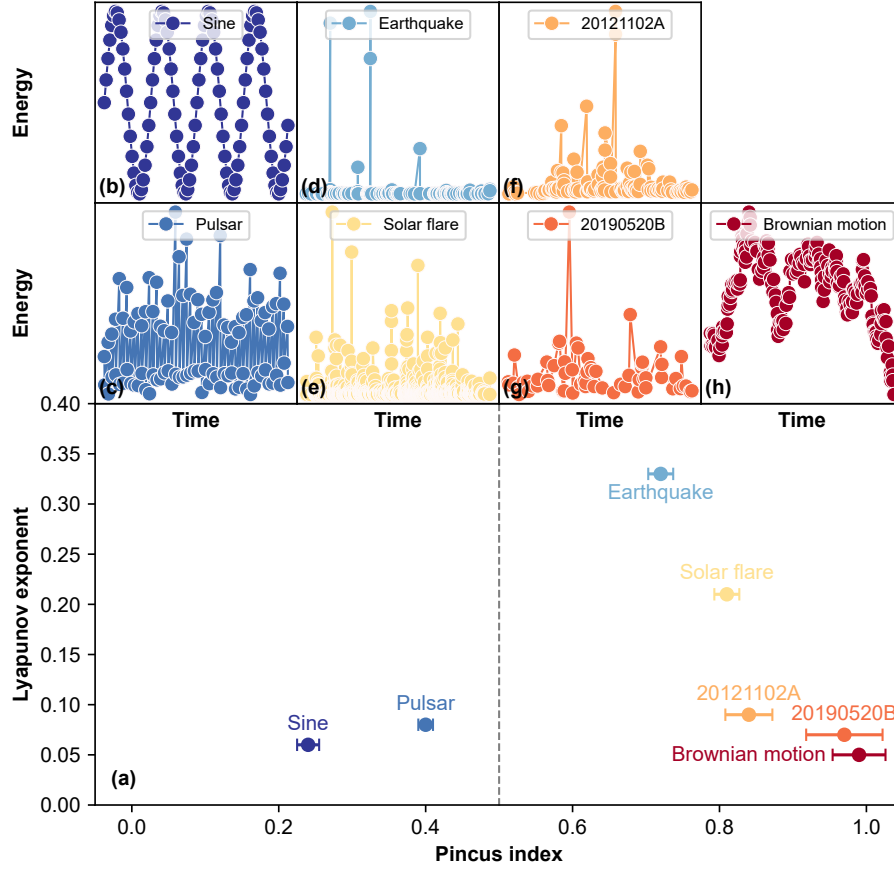 Sine
Earthquake
20121102A
Energy
(b)
(d)
(f)
Pulsar
Solar flare
20190520B
Brownian motion
Energy
(c)
(e)
(g)
(h)
Time
Time
Time
Time
0.40
0.35
0.30
0.25
0.20
0.15
0.10
0.05
0.00
Lyapunov exponent
Earthquake
Solar flare
20121102A
Pulsar
20190520B
Sine
Brownian motion
(a)
0.0 0.2 0.4 0.6 0.8 1.0
Pincus index